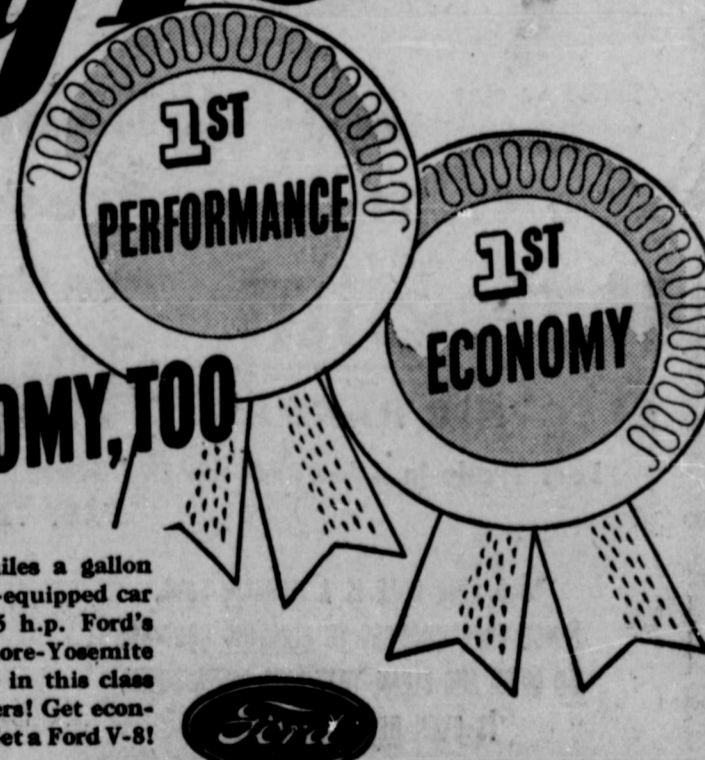 1ST
PERFORMANCE
1ST
ECONOMY
OMY, TOO
iles a gallon
-equipped car
5 h.p. Ford's
ore-Yosemite
in this class
ers! Get econ-
et a Ford V-8!
Ford